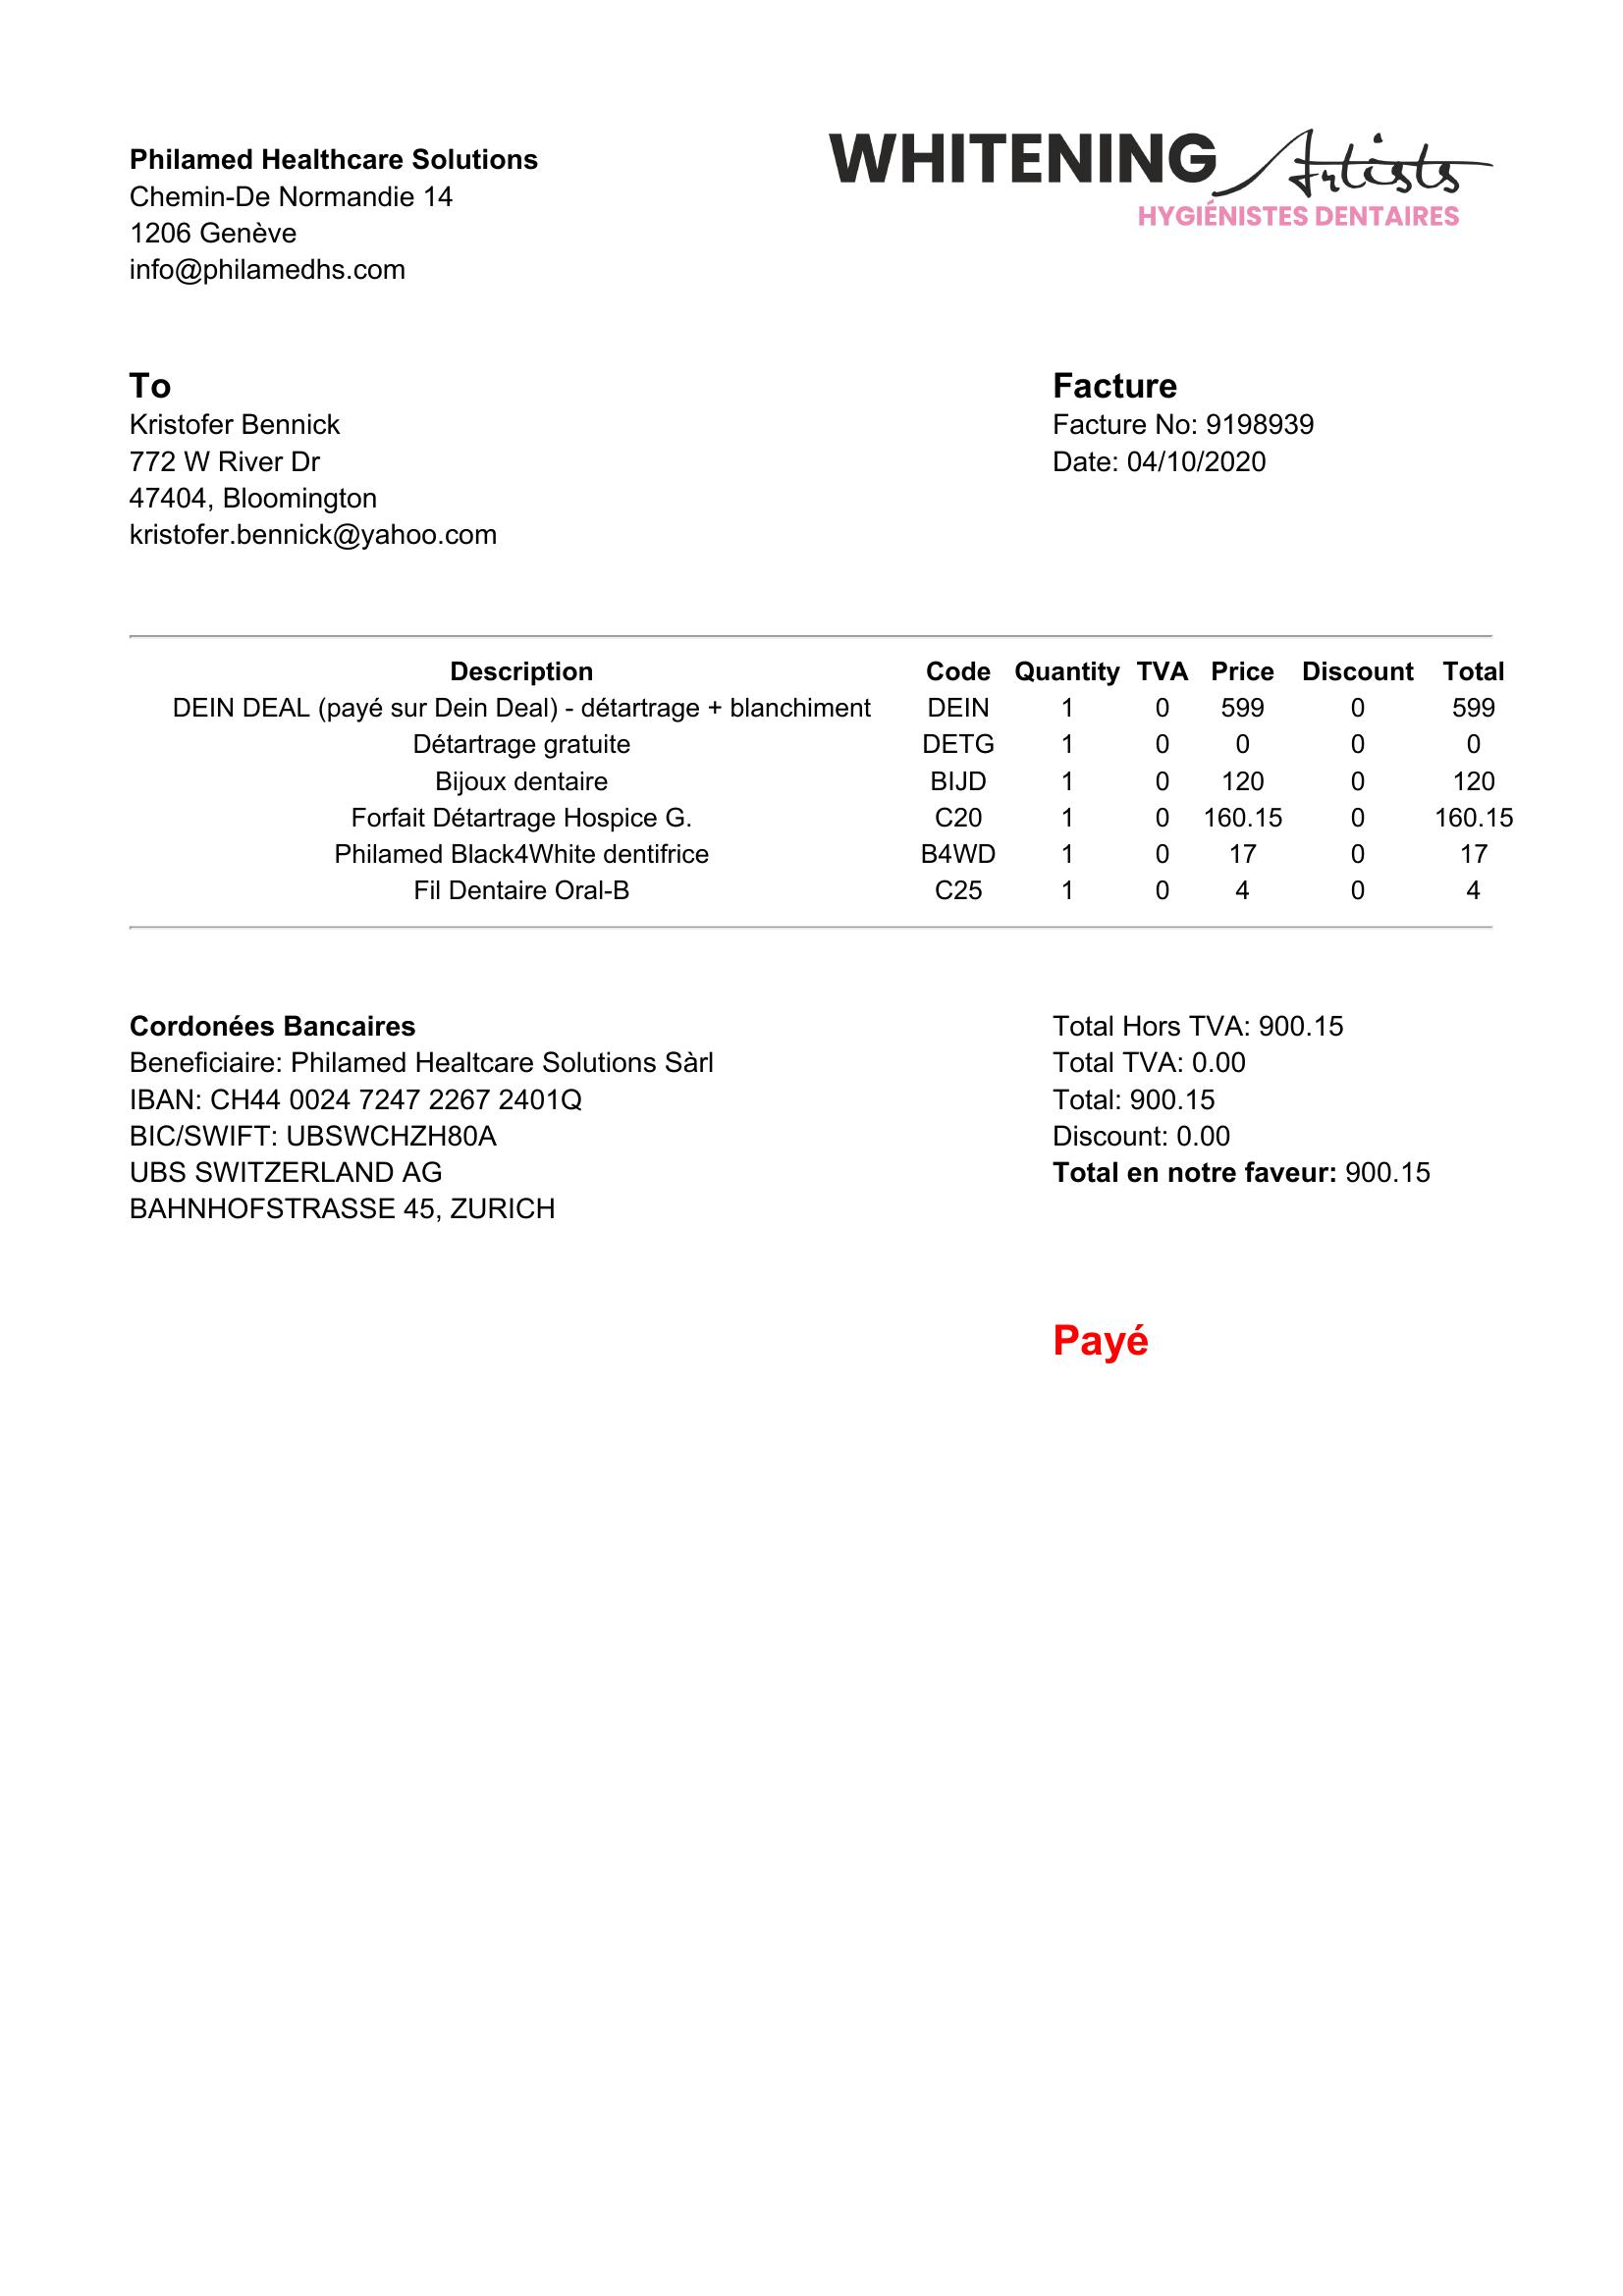 Philamed Healthcare Solutions
Chemin-De Normandie 14
1206 Genève
info@philamedhs.com
WHITENING Artists
HYGIÉNISTES DENTAIRES
To
Kristofer Bennick
772 W River Dr
47404, Bloomington
kristofer.bennick@yahoo.com
Facture
Facture No: 9198939
Date: 04/10/2020
Description Code Quantity TVA Price Discount Total
DEIN DEAL (payé sur Dein Deal) - détartrage + blanchiment DEIN 1 0 599 0 599
Détartrage gratuite DETG 1 0 0 0 0
Bijoux dentaire BIJD 1 0 120 0 120
Forfait Détartrage Hospice G. C20 1 0 160.15 0 160.15
Philamed Black4White dentifrice B4WD 1 0 17 0 17
Fil Dentaire Oral-B C25 1 0 4 0 4
Cordonées Bancaires
Beneficiaire: Philamed Healtcare Solutions Sàrl
IBAN: CH44 0024 7247 2267 2401Q
BIC/SWIFT: UBSWCHZH80A
UBS SWITZERLAND AG
BAHNHOFSTRASSE 45, ZURICH
Total Hors TVA: 900.15
Total TVA: 0.00
Total: 900.15
Discount: 0.00
Total en notre faveur: 900.15
Payé